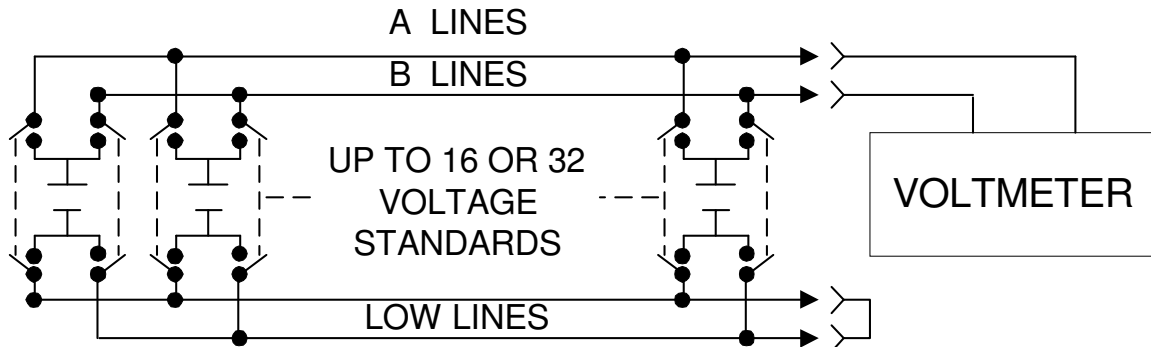 A LINES
B LINES
UP TO 16 OR 32
VOLTAGE
STANDARDS
VOLTMETER
LOW LINES